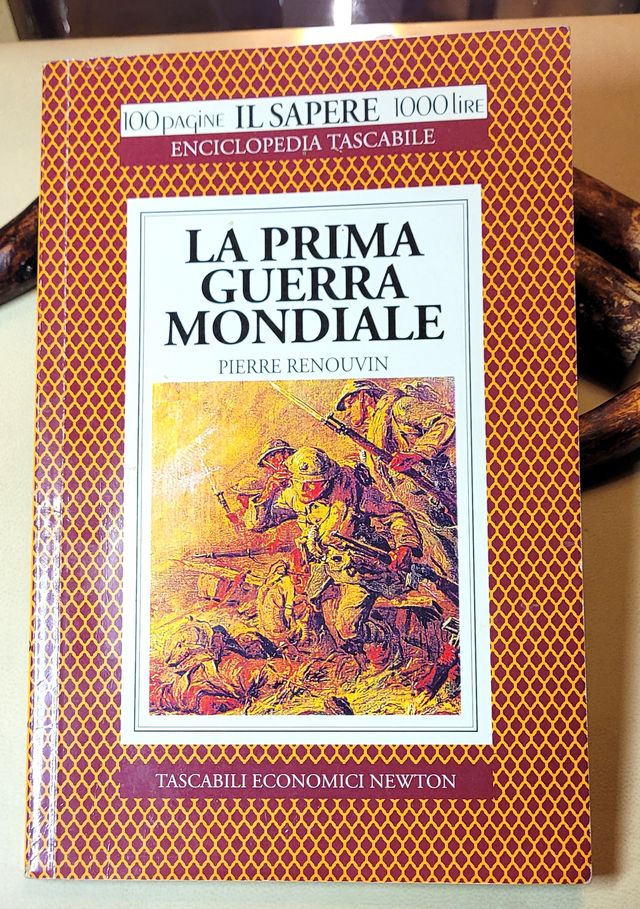 100 pagine IL SAPERE 1000 lire
ENCICLOPEDIA TASCABILE
LA PRIMA
GUERRA
MONDIALE
PIERRE RENOUVIN
TASCABILI ECONOMICI NEWTON